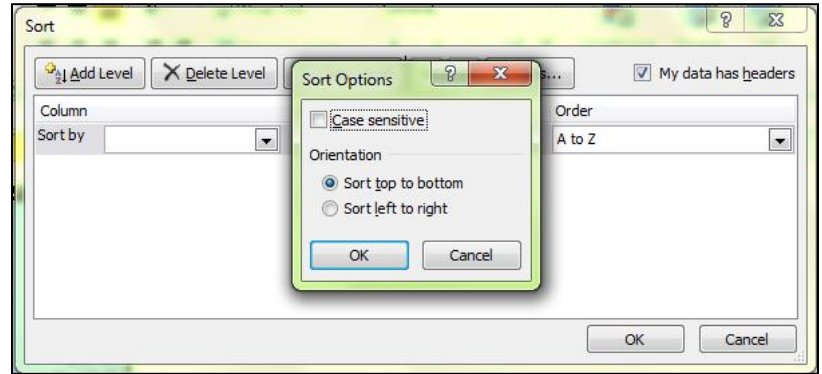 Sort
Add Level
Delete Level
s...
My data has headers
Column
Order
Sort by
A to Z
Sort Options
Case sensitive
Orientation
Sort top to bottom
Sort left to right
OK
Cancel
OK
Cancel